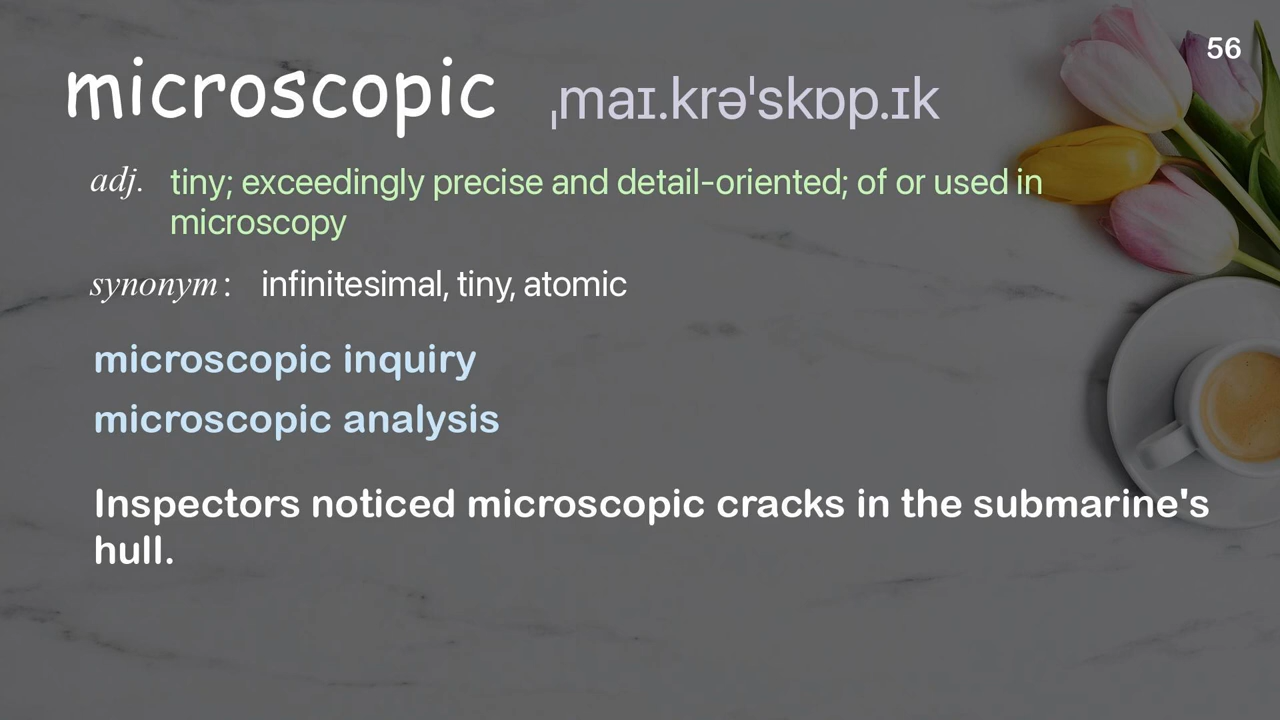 56
microscopic ˌmaɪ.krəˈskɒp.ɪk
adj. tiny; exceedingly precise and detail-oriented; of or used in
microscopy
synonym: infinitesimal, tiny, atomic
microscopic inquiry
microscopic analysis
Inspectors noticed microscopic cracks in the submarine's
hull.